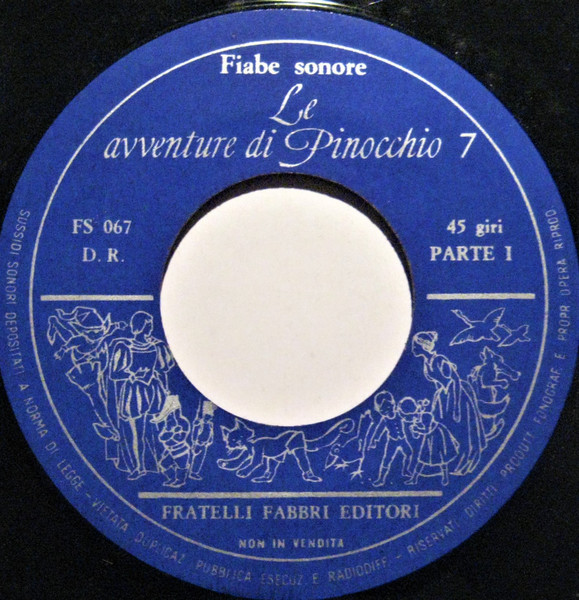 Fiabe sonore
Le
avventure di Pinocchio 7
FS 067
D. R.
45 giri
PARTE I
FRATELLI FABBRI EDITORI
NON IN VENDITA
SUSSIDI SONORI DEPOSITATI A NORMA DI LEGGE - VIETATA DUPLICAZ. PUBBLICA ESECUZ. E RADIODIFF. - RISERVATI DIRITTI PRODUTT. FONOGRAF. E PROPR. OPERA RIPROD.